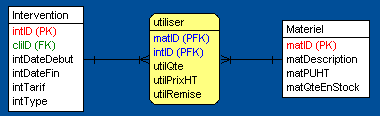 Intervention
intID (PK)
cliID (FK)
intDateDebut
intDateFin
intTarif
intType
utiliser
matID (PFK)
intID (PFK)
utilQte
utilPrixHT
utilRemise
Materiel
matID (PK)
matDescription
matPUHT
matQteEnStock